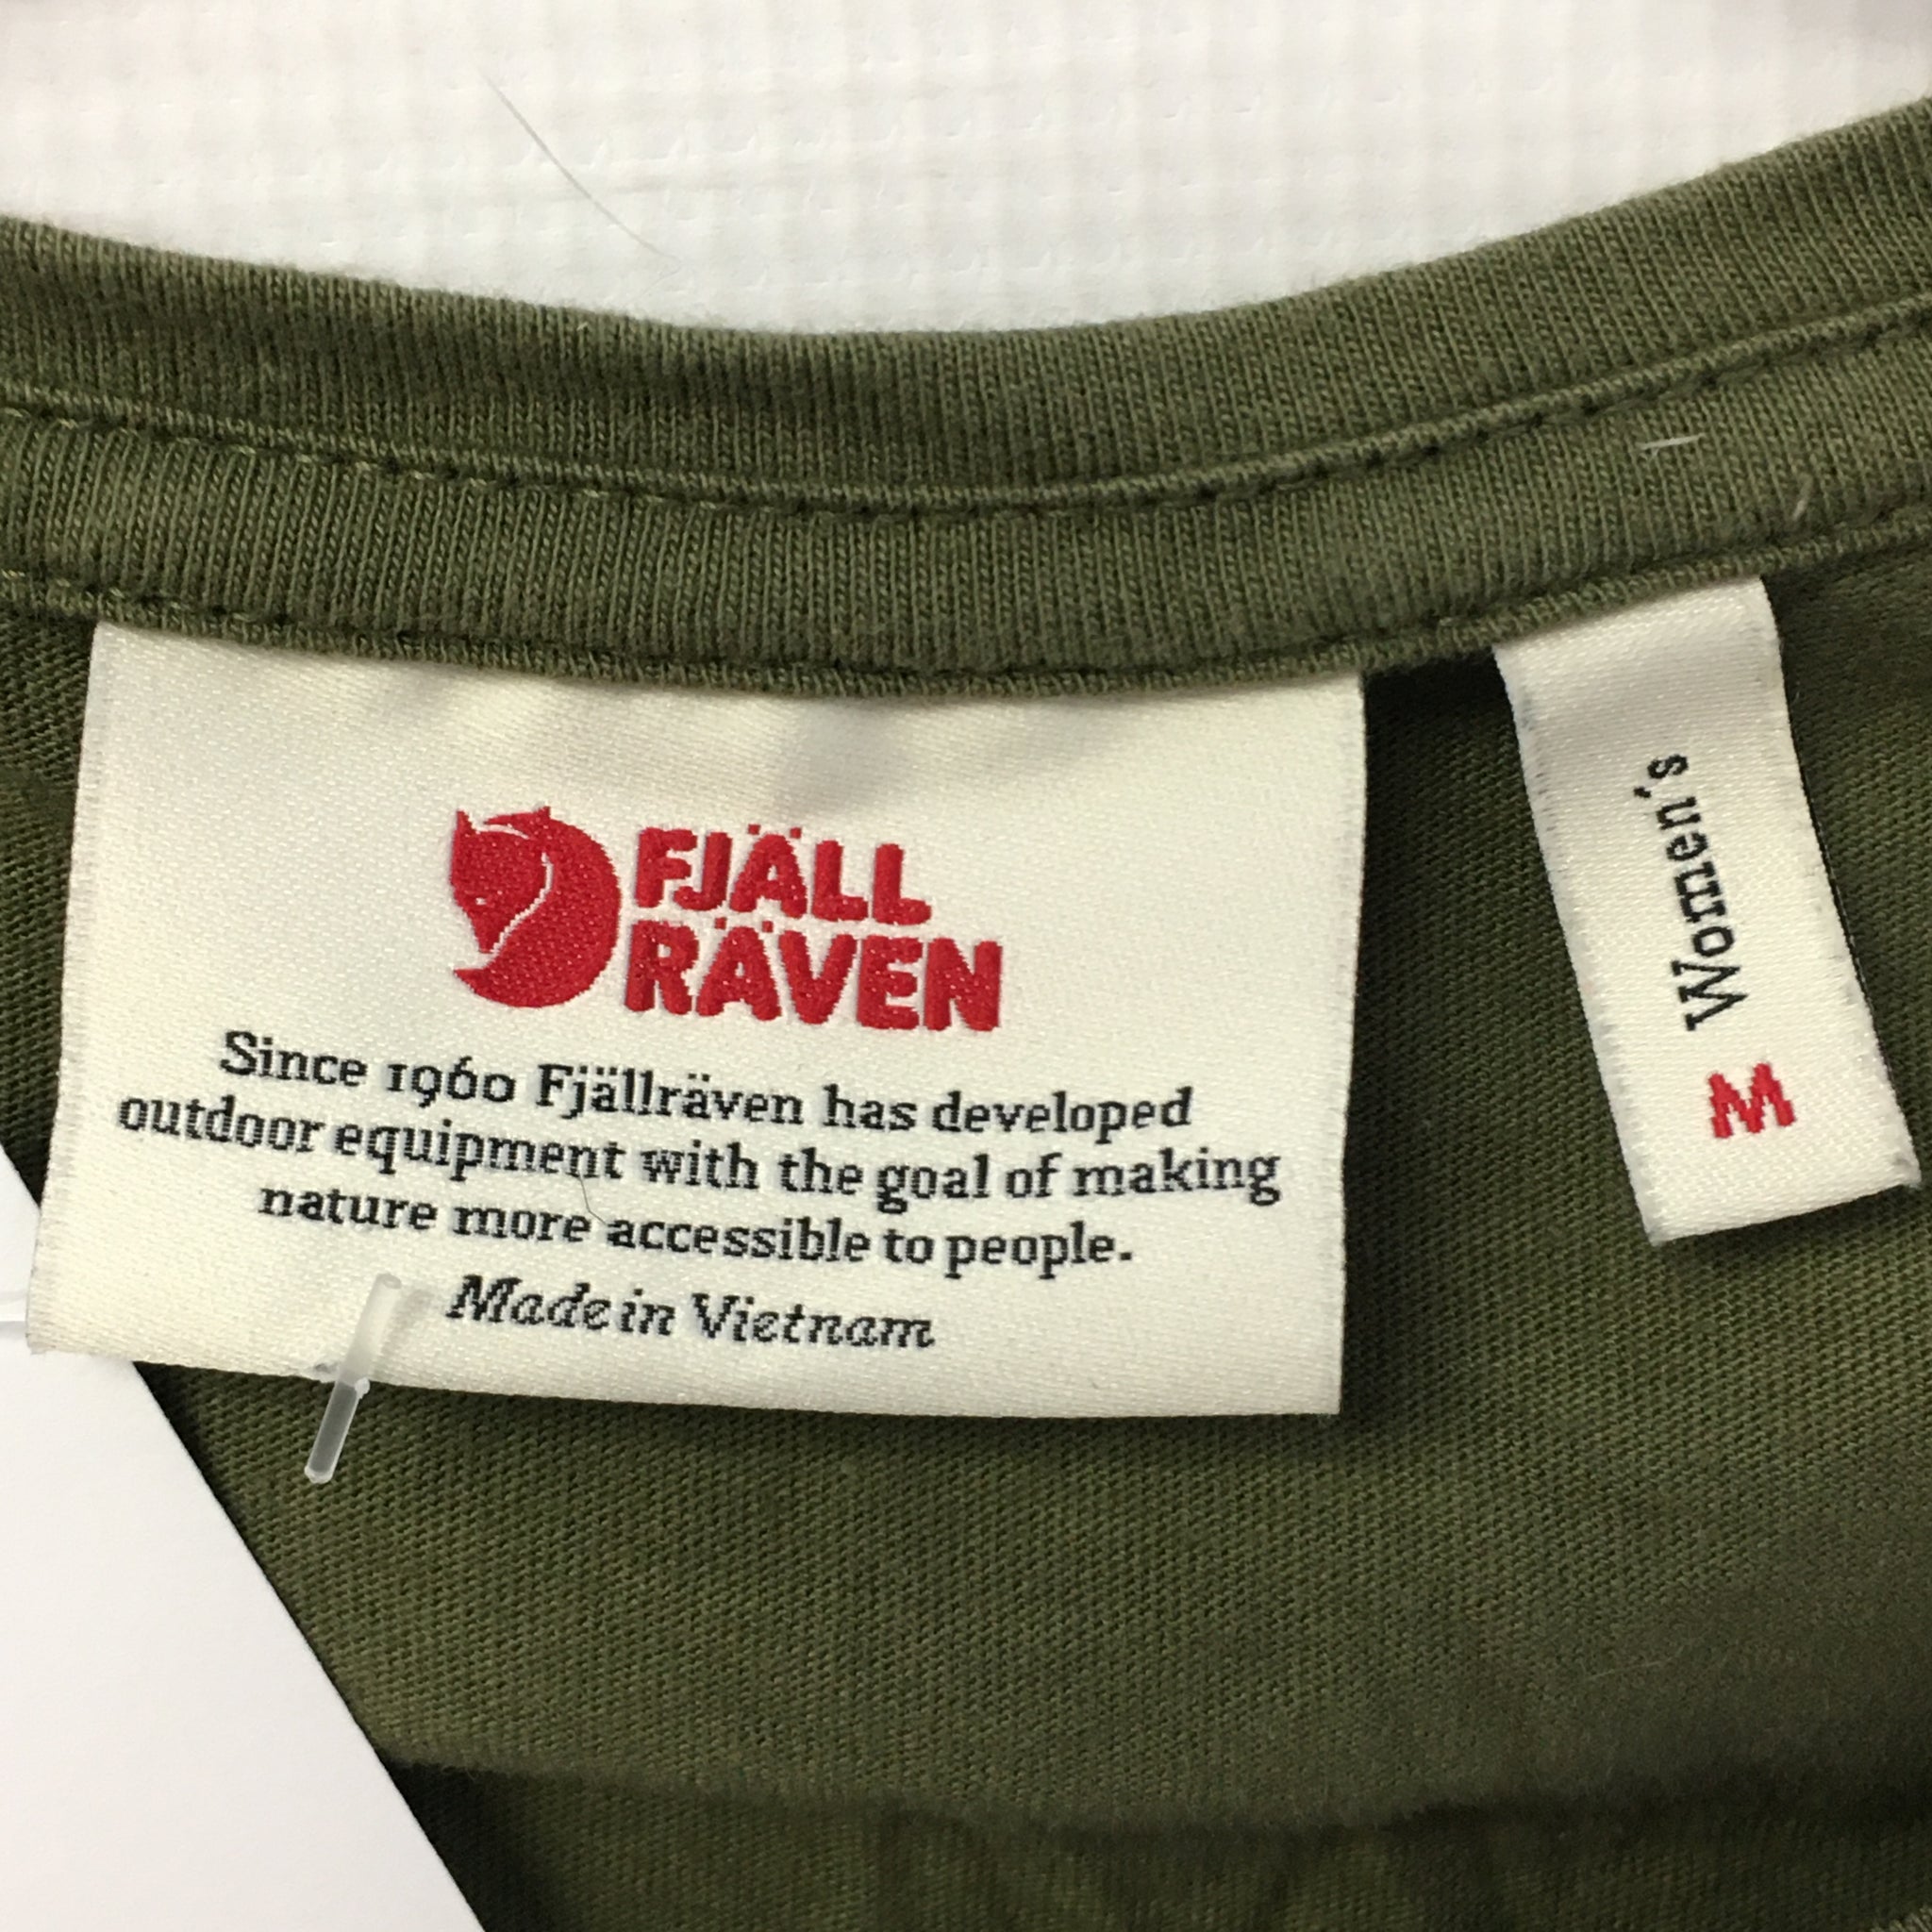 FJÄLL
RÄVEN
Since 1960 Fjällräven has developed
outdoor equipment with the goal of making
nature more accessible to people.
Made in Vietnam
Women's
M